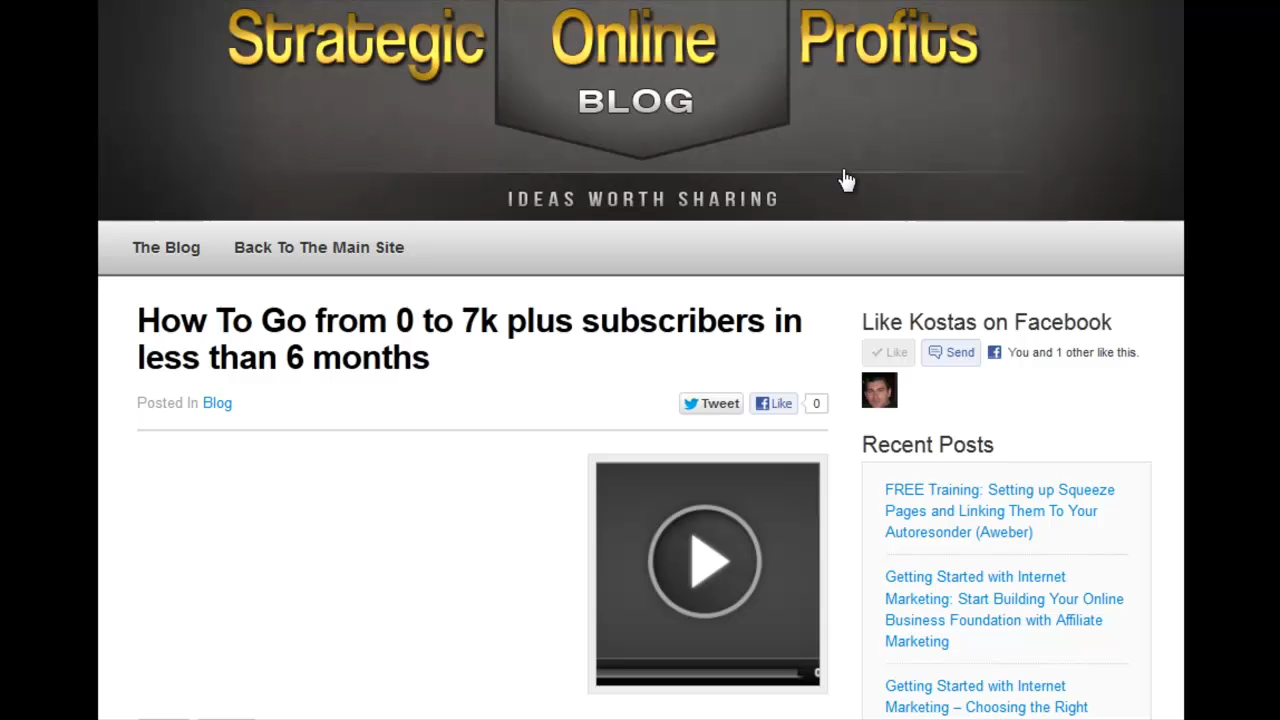 Strategic Online Profits
BLOG
IDEAS WORTH SHARING
The Blog Back To The Main Site
How To Go from 0 to 7k plus subscribers in
less than 6 months
Posted In Blog
Tweet Like 0
Like Kostas on Facebook
Like Send You and 1 other like this.
Recent Posts
FREE Training: Setting up Squeeze
Pages and Linking Them To Your
Autoresonder (Aweber)
Getting Started with Internet
Marketing: Start Building Your Online
Business Foundation with Affiliate
Marketing
Getting Started with Internet
Marketing – Choosing the Right